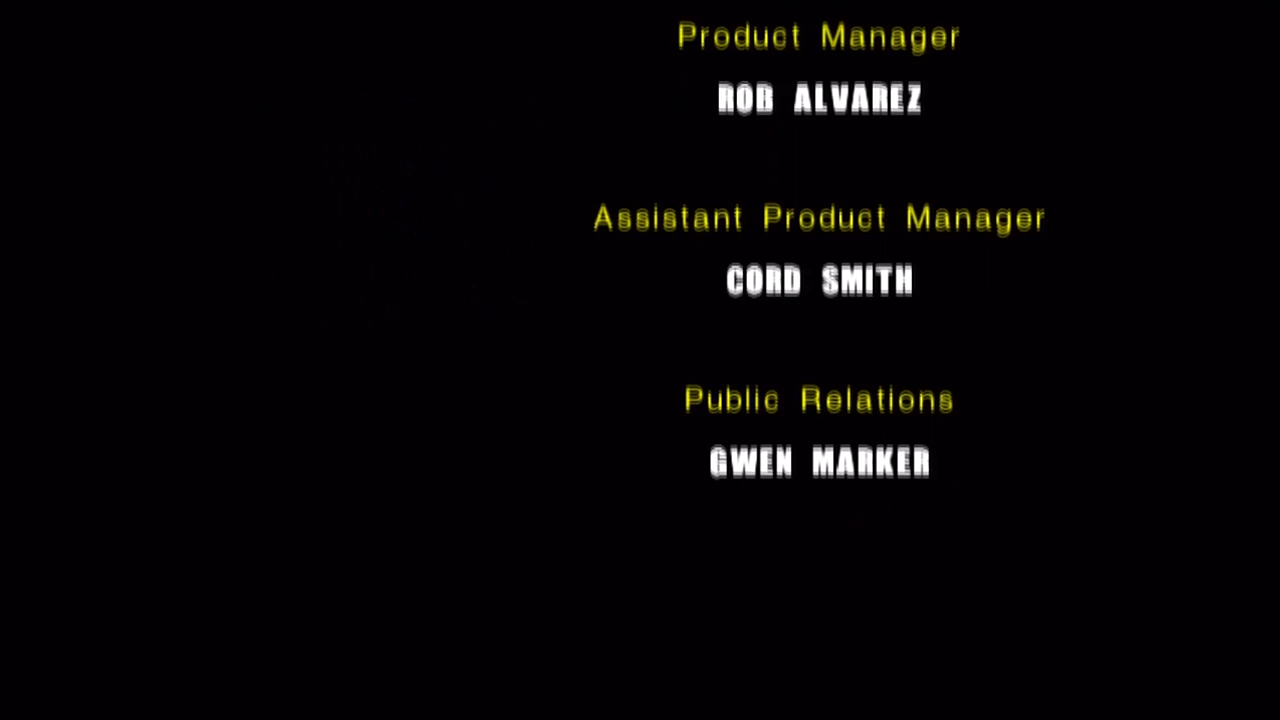 Product Manager
ROB ALVAREZ
Assistant Product Manager
CORD SMITH
Public Relations
GWEN MARKER